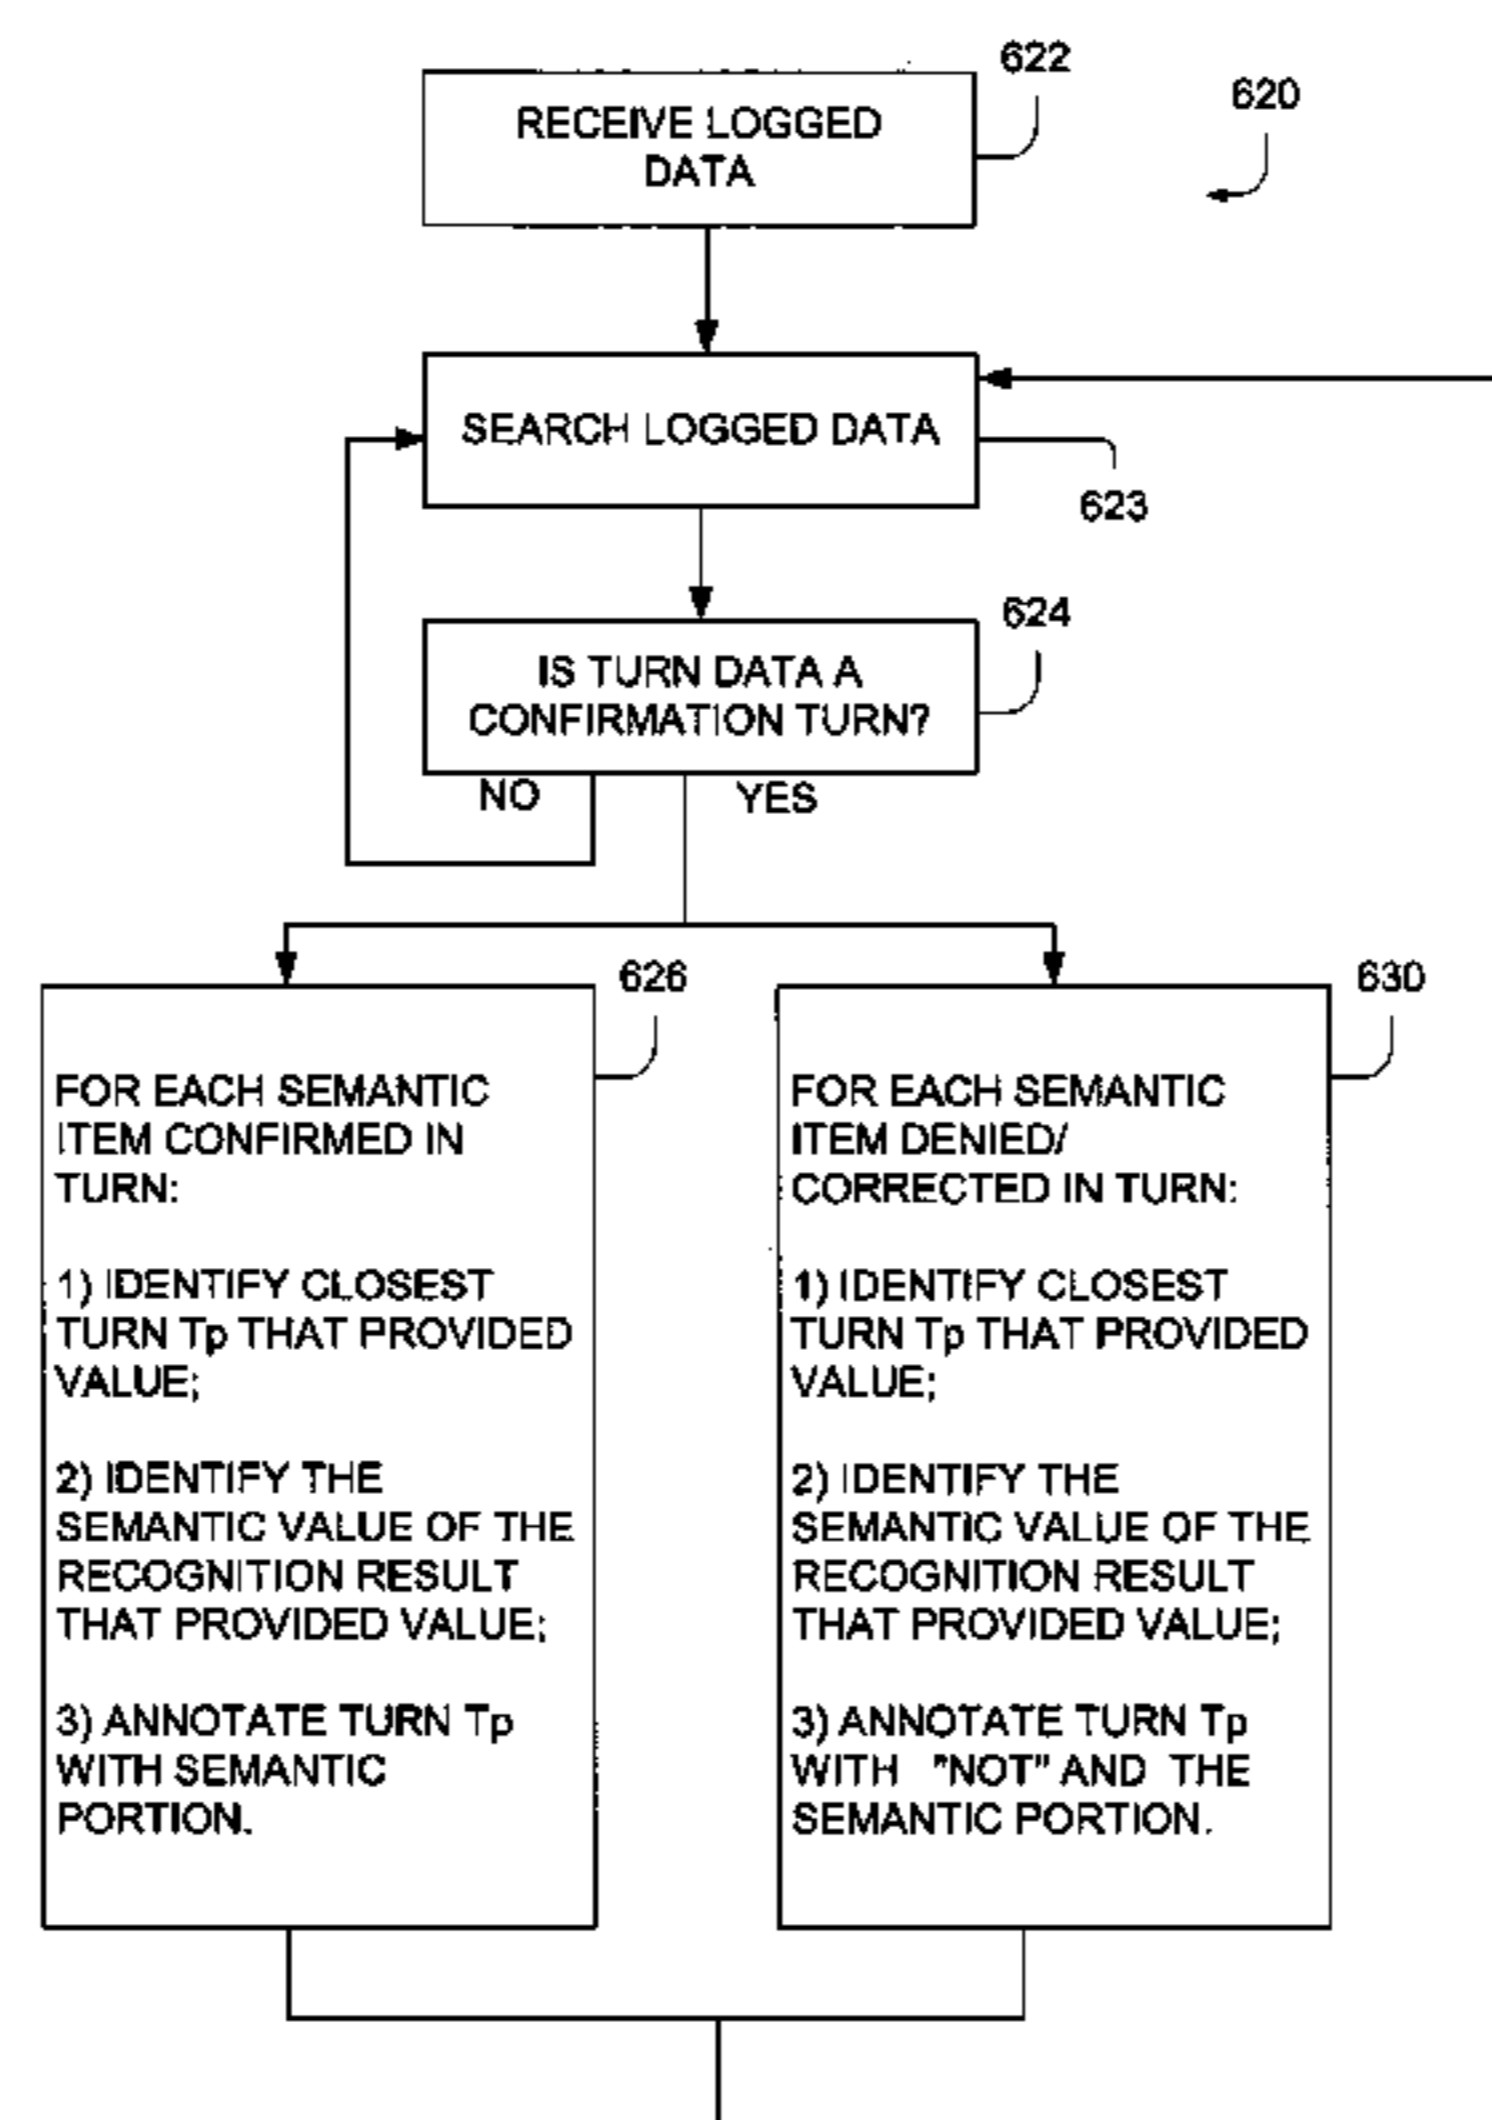 622
620
RECEIVE LOGGED
DATA
SEARCH LOGGED DATA
623
624
IS TURN DATA A
CONFIRMATION TURN?
NO
YES
626
FOR EACH SEMANTIC
ITEM CONFIRMED IN
TURN:
1) IDENTIFY CLOSEST
TURN Tp THAT PROVIDED
VALUE;
2) IDENTIFY THE
SEMANTIC VALUE OF THE
RECOGNITION RESULT
THAT PROVIDED VALUE;
3) ANNOTATE TURN Tp
WITH SEMANTIC
PORTION.
630
FOR EACH SEMANTIC
ITEM DENIED/
CORRECTED IN TURN:
1) IDENTIFY CLOSEST
TURN Tp THAT PROVIDED
VALUE;
2) IDENTIFY THE
SEMANTIC VALUE OF THE
RECOGNITION RESULT
THAT PROVIDED VALUE;
3) ANNOTATE TURN Tp
WITH "NOT" AND THE
SEMANTIC PORTION.